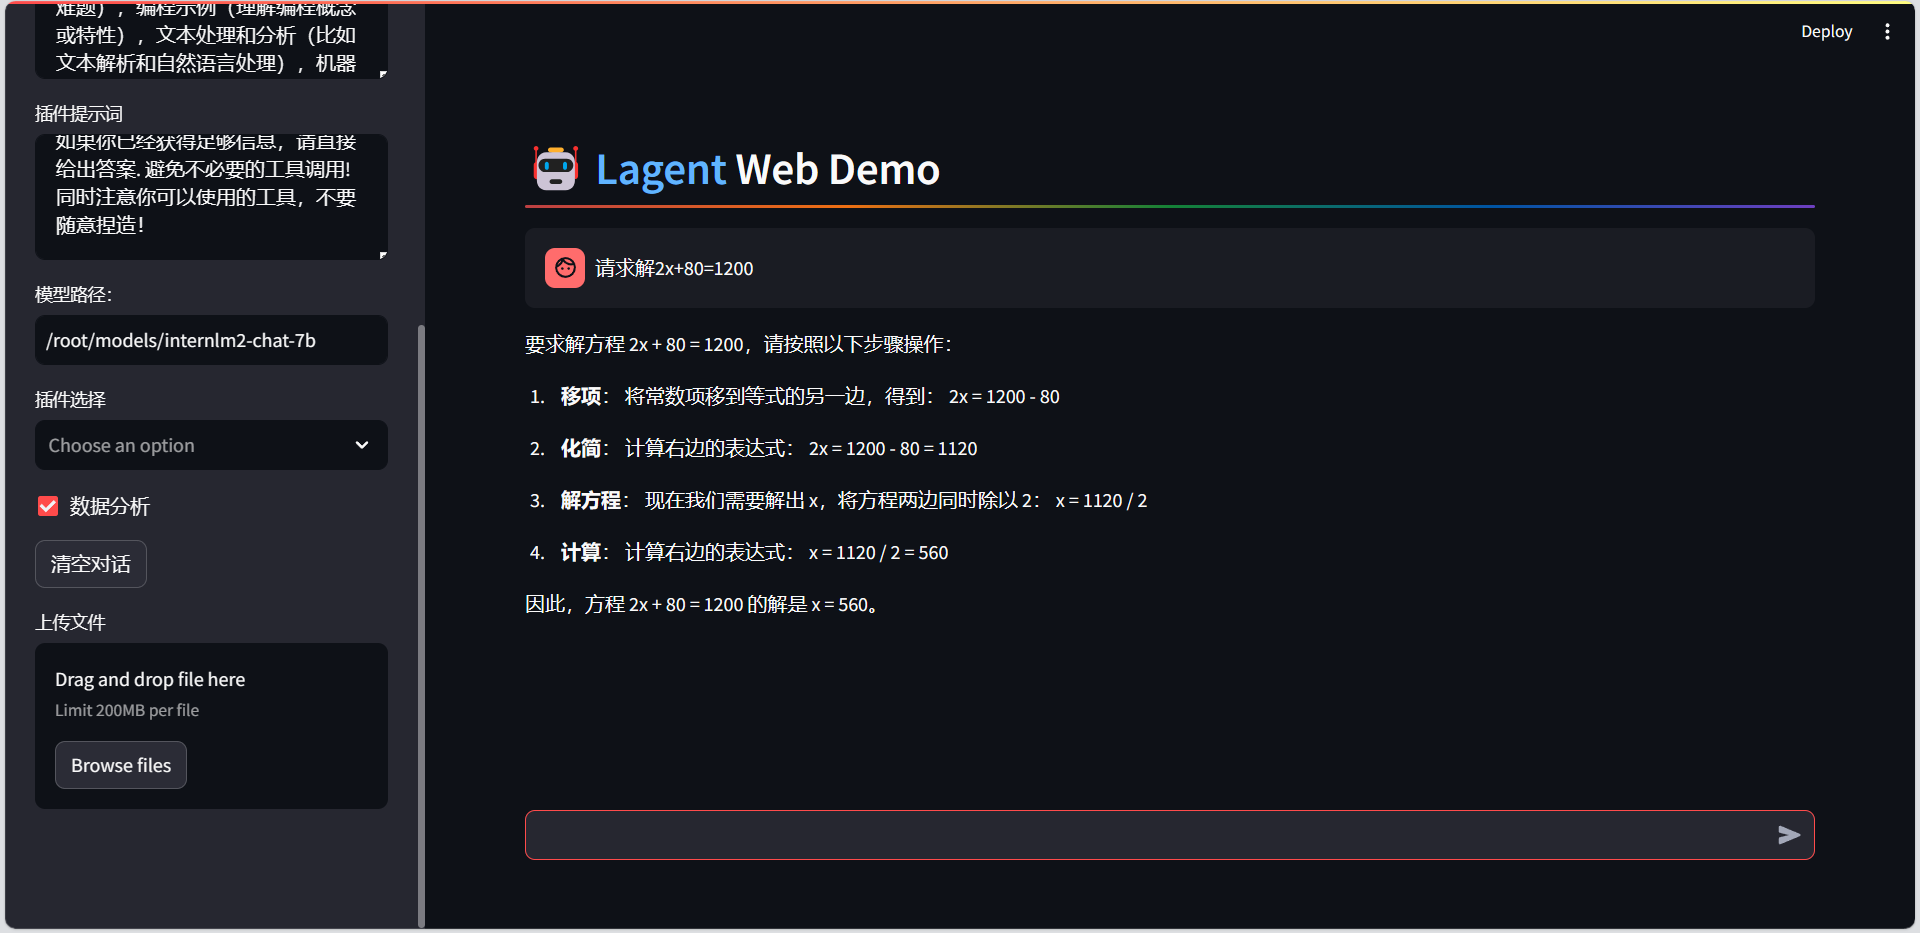 难题），编程示例（理解编程概念
或特性），文本处理和分析（比如
文本解析和自然语言处理），机器
插件提示词
如果你已经获得足够信息，请直接
给出答案. 避免不必要的工具调用!
同时注意你可以使用的工具，不要
随意捏造！
模型路径：
/root/models/internlm2-chat-7b
插件选择
Choose an option
数据分析
清空对话
上传文件
Drag and drop file here
Limit 200MB per file
Browse files
Deploy
Lagent Web Demo
请求解2x+80=1200
要求解方程 2x + 80 = 1200，请按照以下步骤操作：
1. 移项： 将常数项移到等式的另一边，得到： 2x = 1200 - 80
2. 化简： 计算右边的表达式： 2x = 1200 - 80 = 1120
3. 解方程： 现在我们需要解出 x，将方程两边同时除以 2： x = 1120 / 2
4. 计算： 计算右边的表达式： x = 1120 / 2 = 560
因此，方程 2x + 80 = 1200 的解是 x = 560。